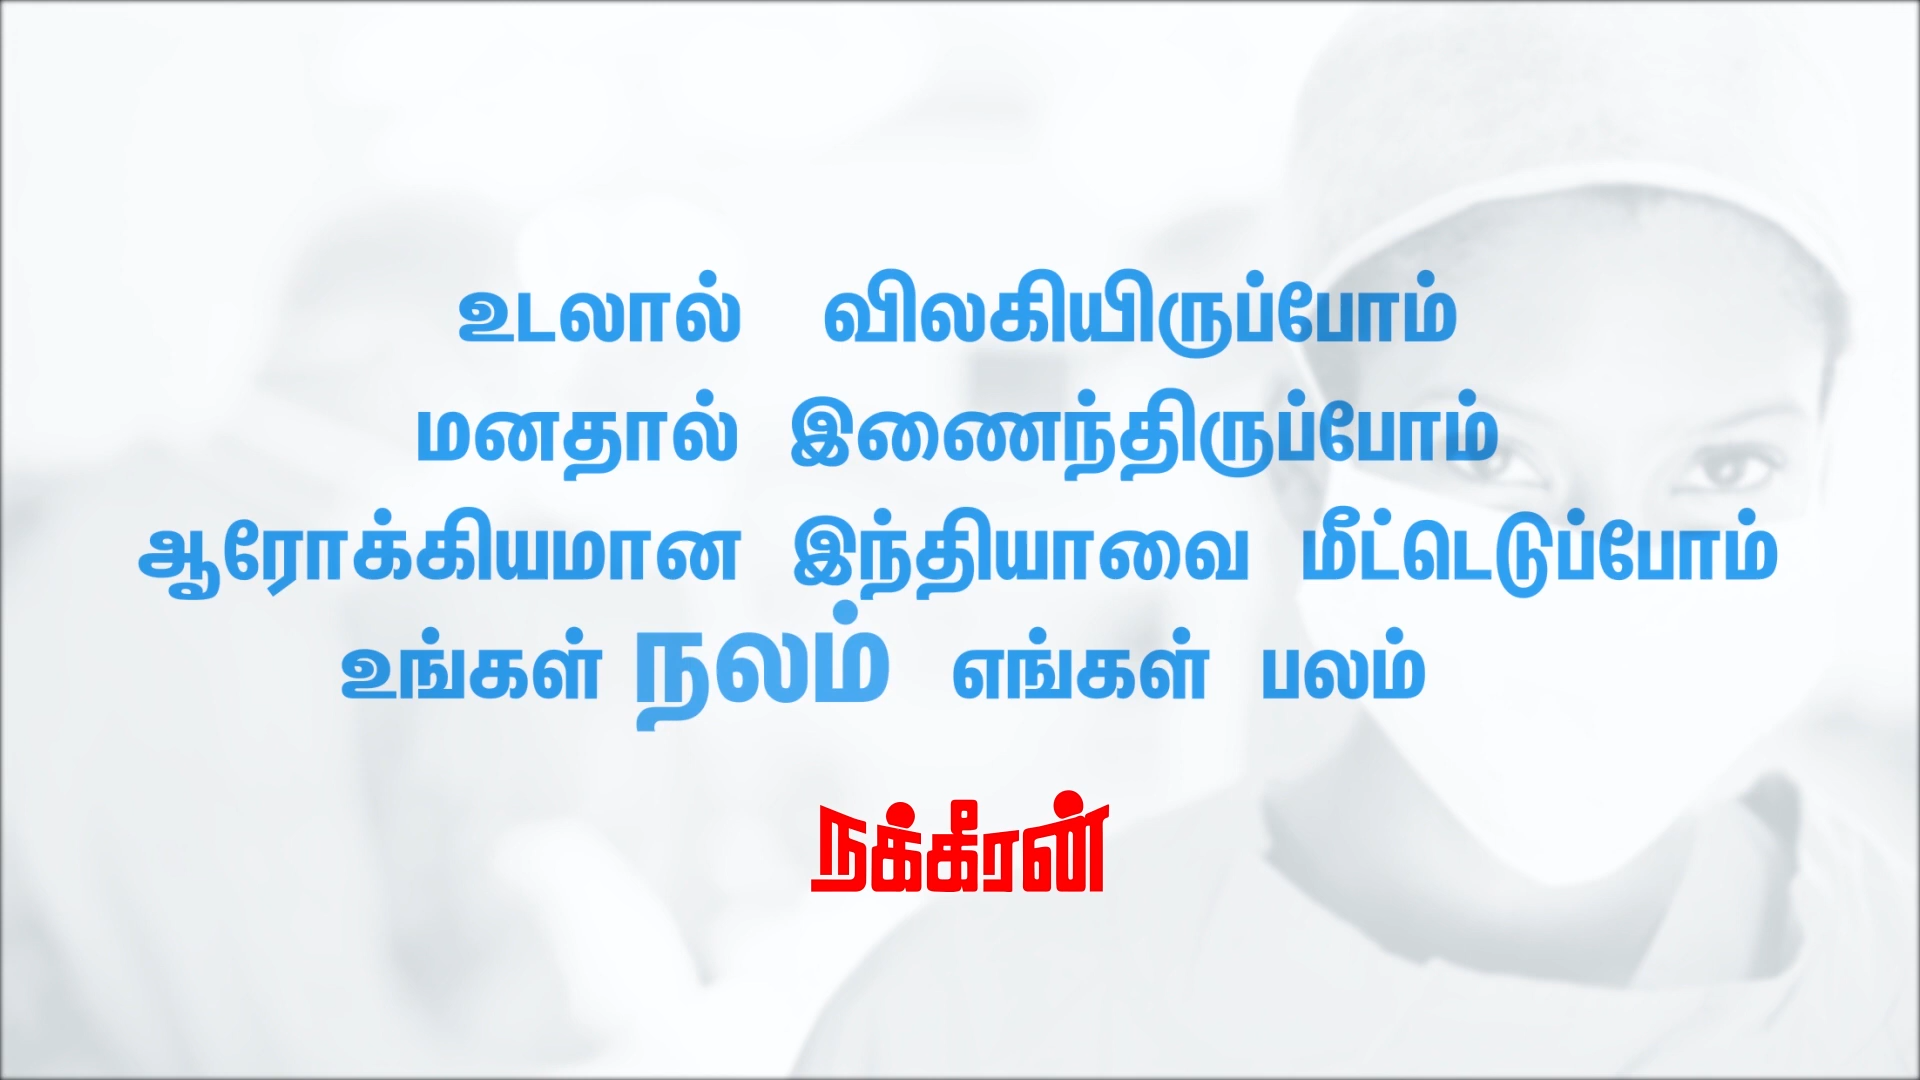 உடலால் விலகியிருப்போம்
மனதால் இணைந்திருப்போம்
ஆரோக்கியமான இந்தியாவை மீட்டெடுப்போம்
உங்கள் நலம் எங்கள் பலம்
நக்கீரன்